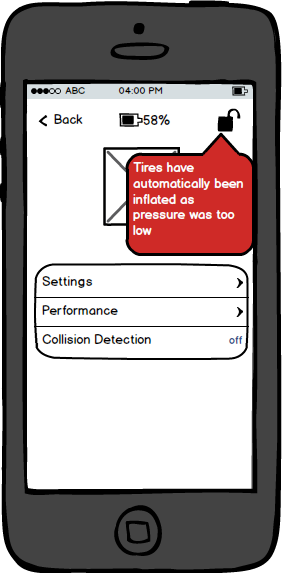 ABC 04:00 PM
Back 58%
Tires have
automatically been
inflated as
pressure was too
low
Settings
Performance
Collision Detection off